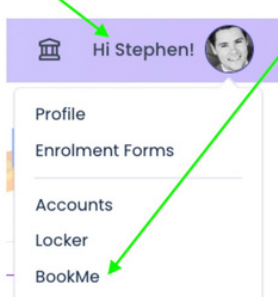 Hi Stephen!
Profile
Enrolment Forms
Accounts
Locker
BookMe